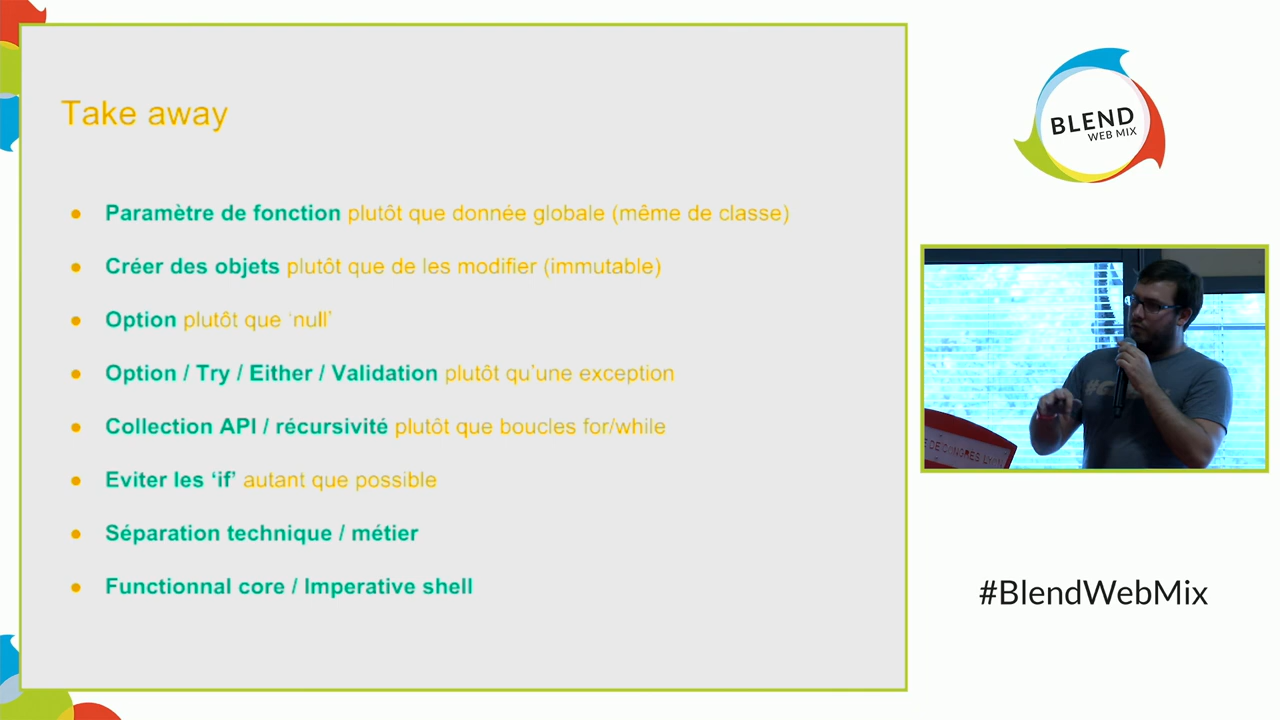 Take away
● Paramètre de fonction plutôt que donnée globale (même de classe)
● Créer des objets plutôt que de les modifier (immutable)
● Option plutôt que ‘null’
● Option / Try / Either / Validation plutôt qu’une exception
● Collection API / récursivité plutôt que boucles for/while
● Eviter les ‘if’ autant que possible
● Séparation technique / métier
● Functionnal core / Imperative shell
BLEND
WEB MIX
DE CONGRÈS LYON
#BlendWebMix